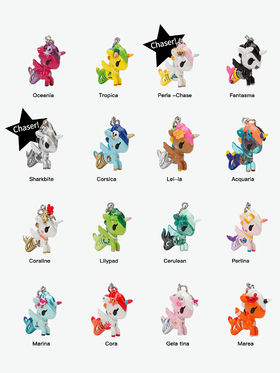 Chaser!
Oceania
Tropica
Perla -Chase
Fantasma
Chaser!
Sharkbite
Corsica
Lei-la
Acquaria
Coraline
Lilypad
Cerulean
Perlina
Marina
Cora
Gela tina
Marea